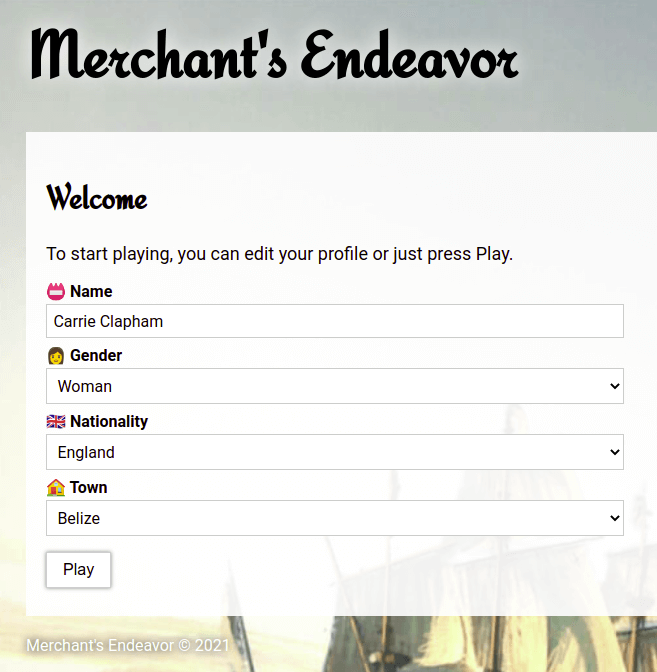 Merchant's Endeavor
Welcome
To start playing, you can edit your profile or just press Play.
Name
Carrie Clapham
Gender
Woman
Nationality
England
Town
Belize
Play
Merchant's Endeavor © 2021